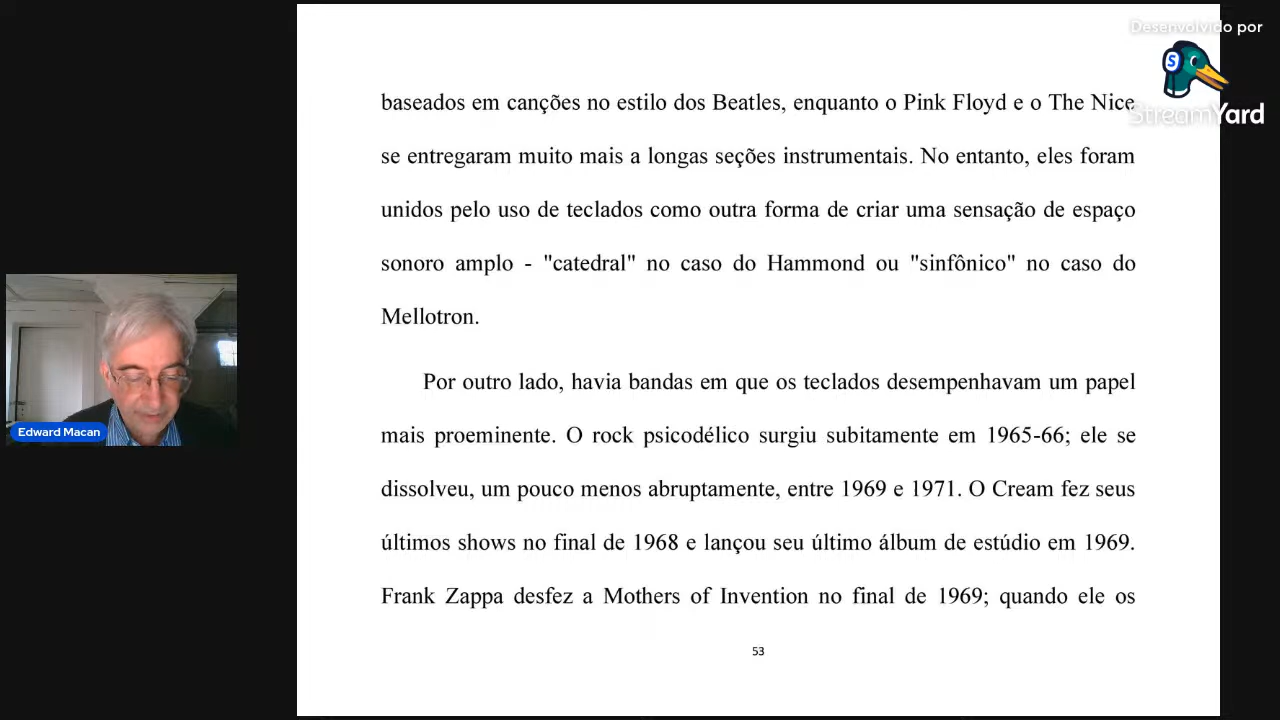 Desenvolvido por
StreamYard
baseados em canções no estilo dos Beatles, enquanto o Pink Floyd e o The Nice
se entregaram muito mais a longas seções instrumentais. No entanto, eles foram
unidos pelo uso de teclados como outra forma de criar uma sensação de espaço
sonoro amplo - "catedral" no caso do Hammond ou "sinfônico" no caso do
Mellotron.
Por outro lado, havia bandas em que os teclados desempenhavam um papel
mais proeminente. O rock psicodélico surgiu subitamente em 1965-66; ele se
dissolveu, um pouco menos abruptamente, entre 1969 e 1971. O Cream fez seus
últimos shows no final de 1968 e lançou seu último álbum de estúdio em 1969.
Frank Zappa desfez a Mothers of Invention no final de 1969; quando ele os
53
Edward Macan